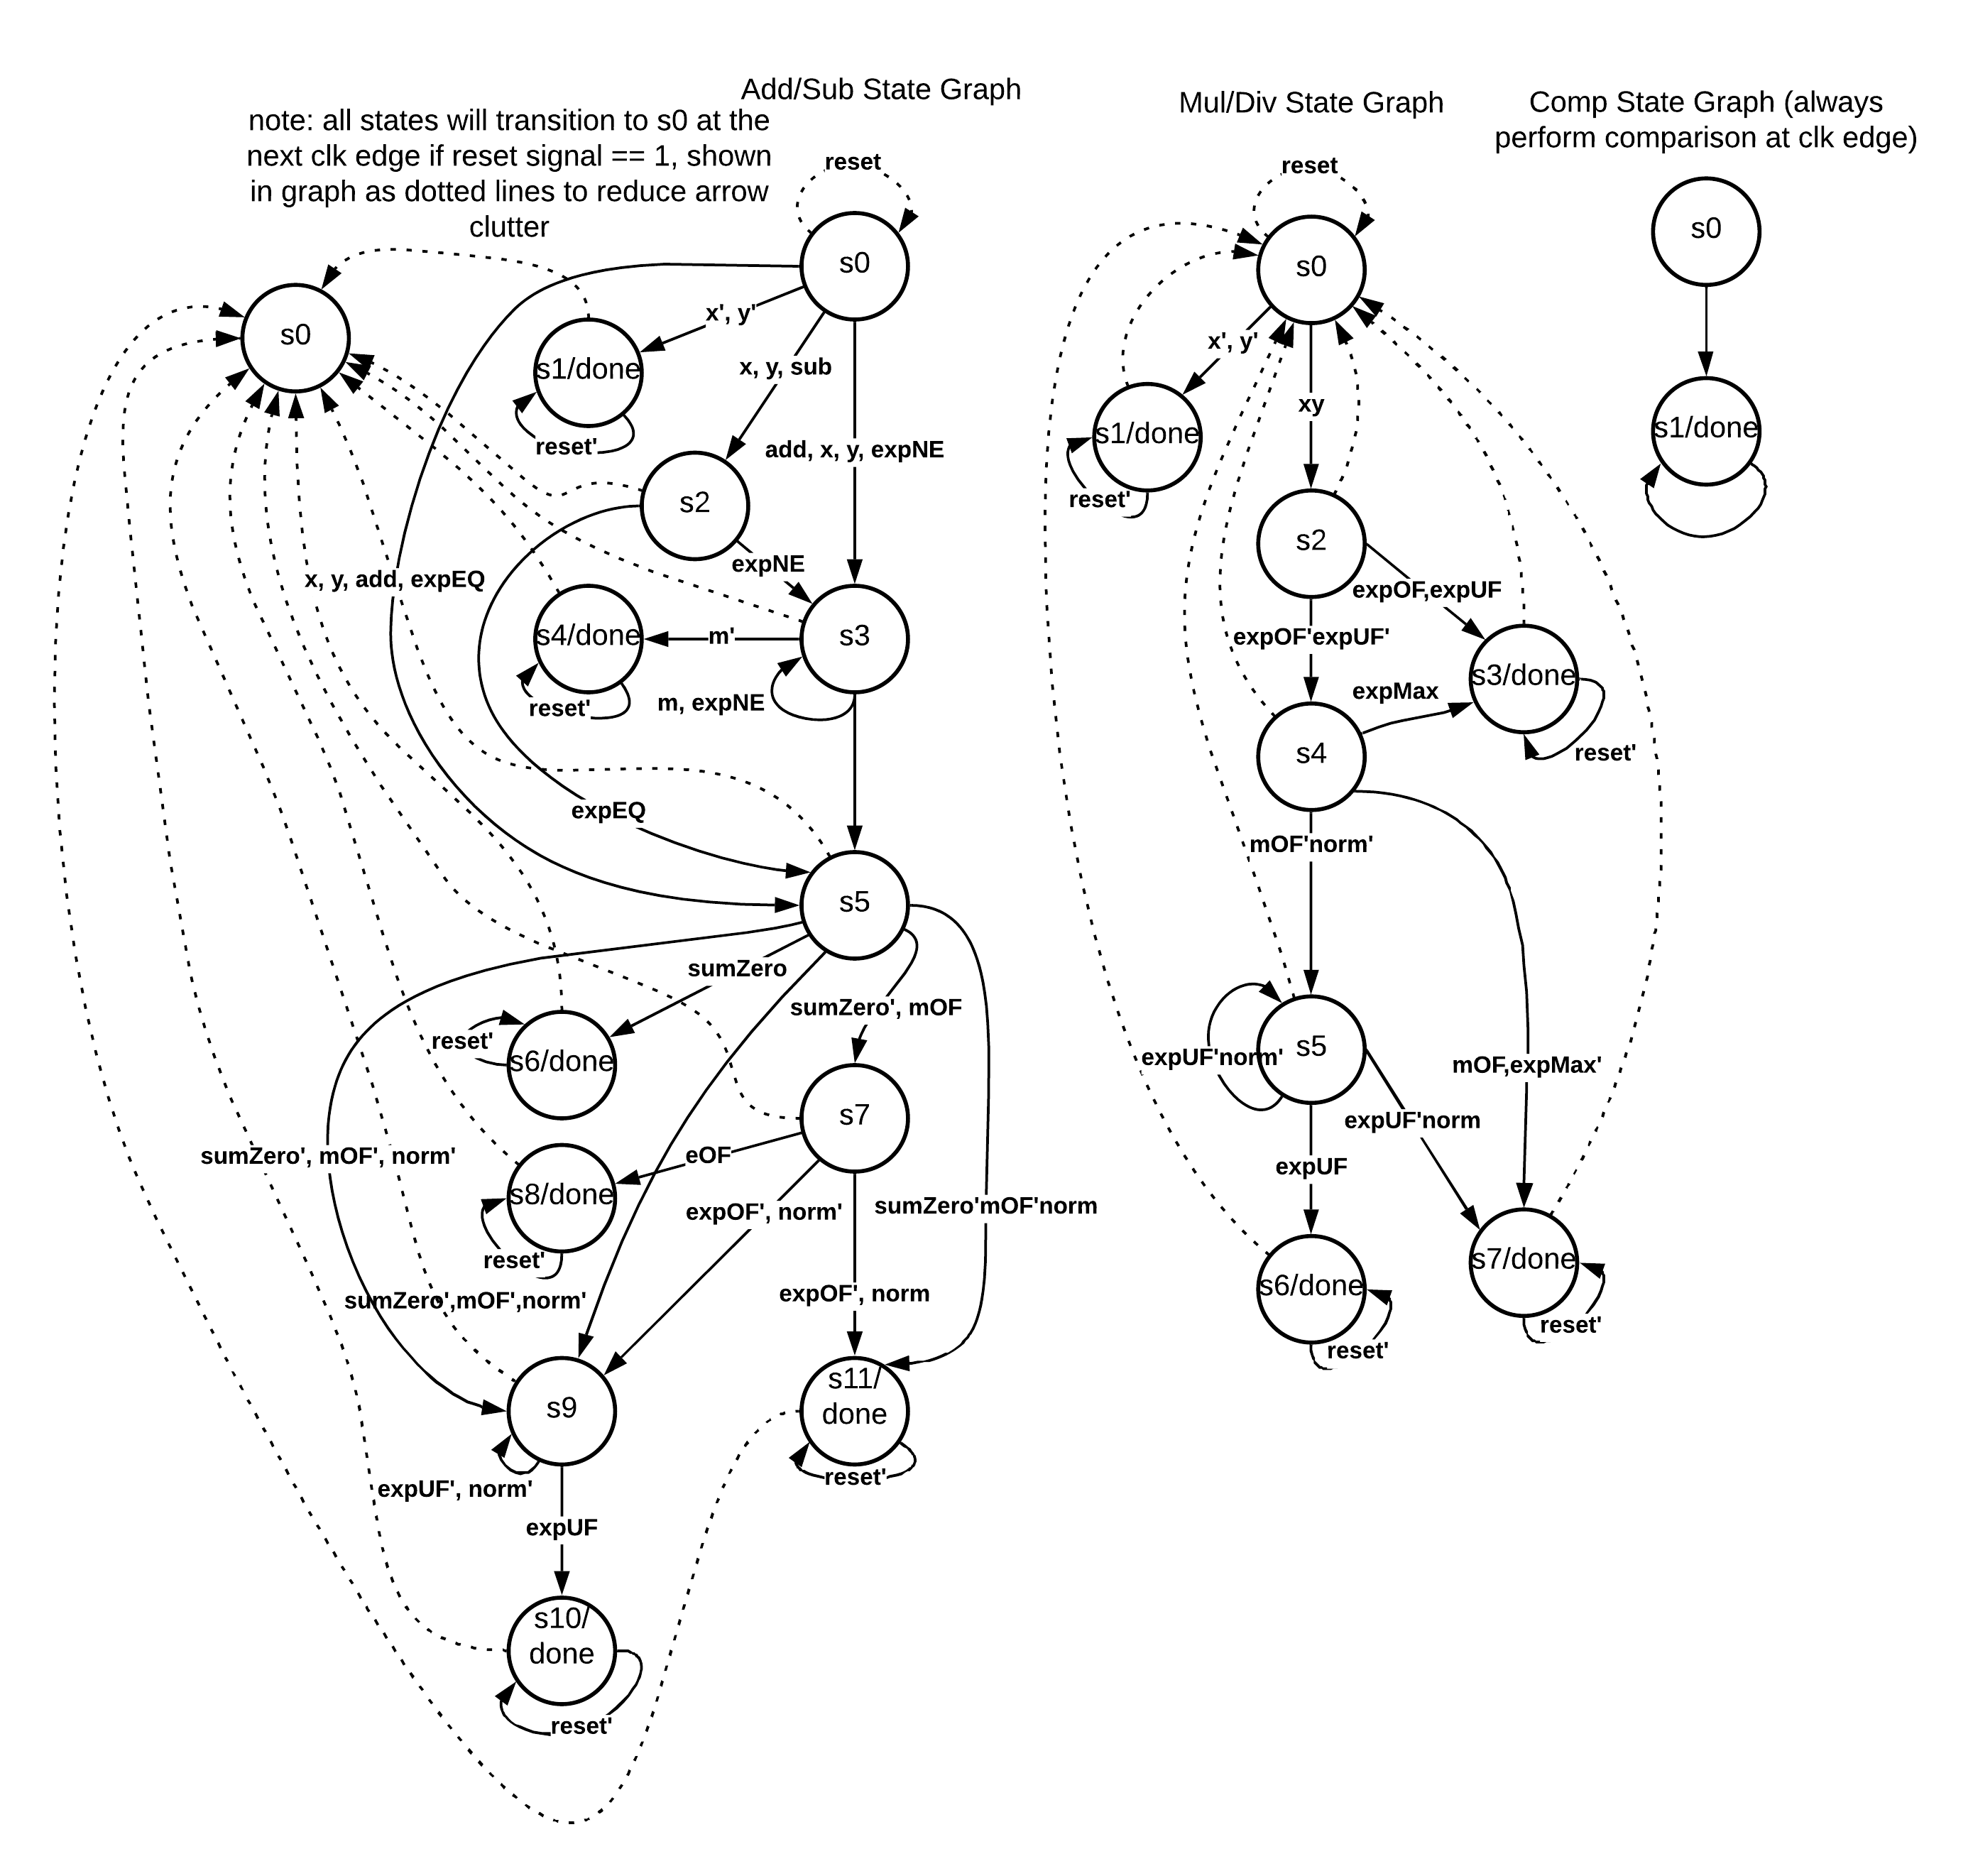 Add/Sub State Graph
note: all states will transition to s0 at the
next clk edge if reset signal == 1, shown
in graph as dotted lines to reduce arrow
clutter
reset
s0
s0
x', y'
s1/done
reset'
x, y, sub
add, x, y, expNE
s2
expNE
x, y, add, expEQ
s4/done
m'
s3
reset'
m, expNE
expEQ
s5
sumZero
sumZero', mOF
reset'
s6/done
s7
sumZero', mOF', norm'
eOF
s8/done
expOF', norm'
sumZero'mOF'norm
reset'
sumZero',mOF',norm'
expOF', norm
s9
s11/
done
reset'
expUF', norm'
expUF
s10/
done
reset'
Mul/Div State Graph
reset
s0
x', y'
xy
s1/done
reset'
s2
expOF,expUF
expOF'expUF'
s3/done
expMax
reset'
s4
mOF'norm'
s5
expUF'norm'
mOF,expMax'
expUF'norm
expUF
s7/done
s6/done
reset'
reset'
Comp State Graph (always
perform comparison at clk edge)
s0
s1/done